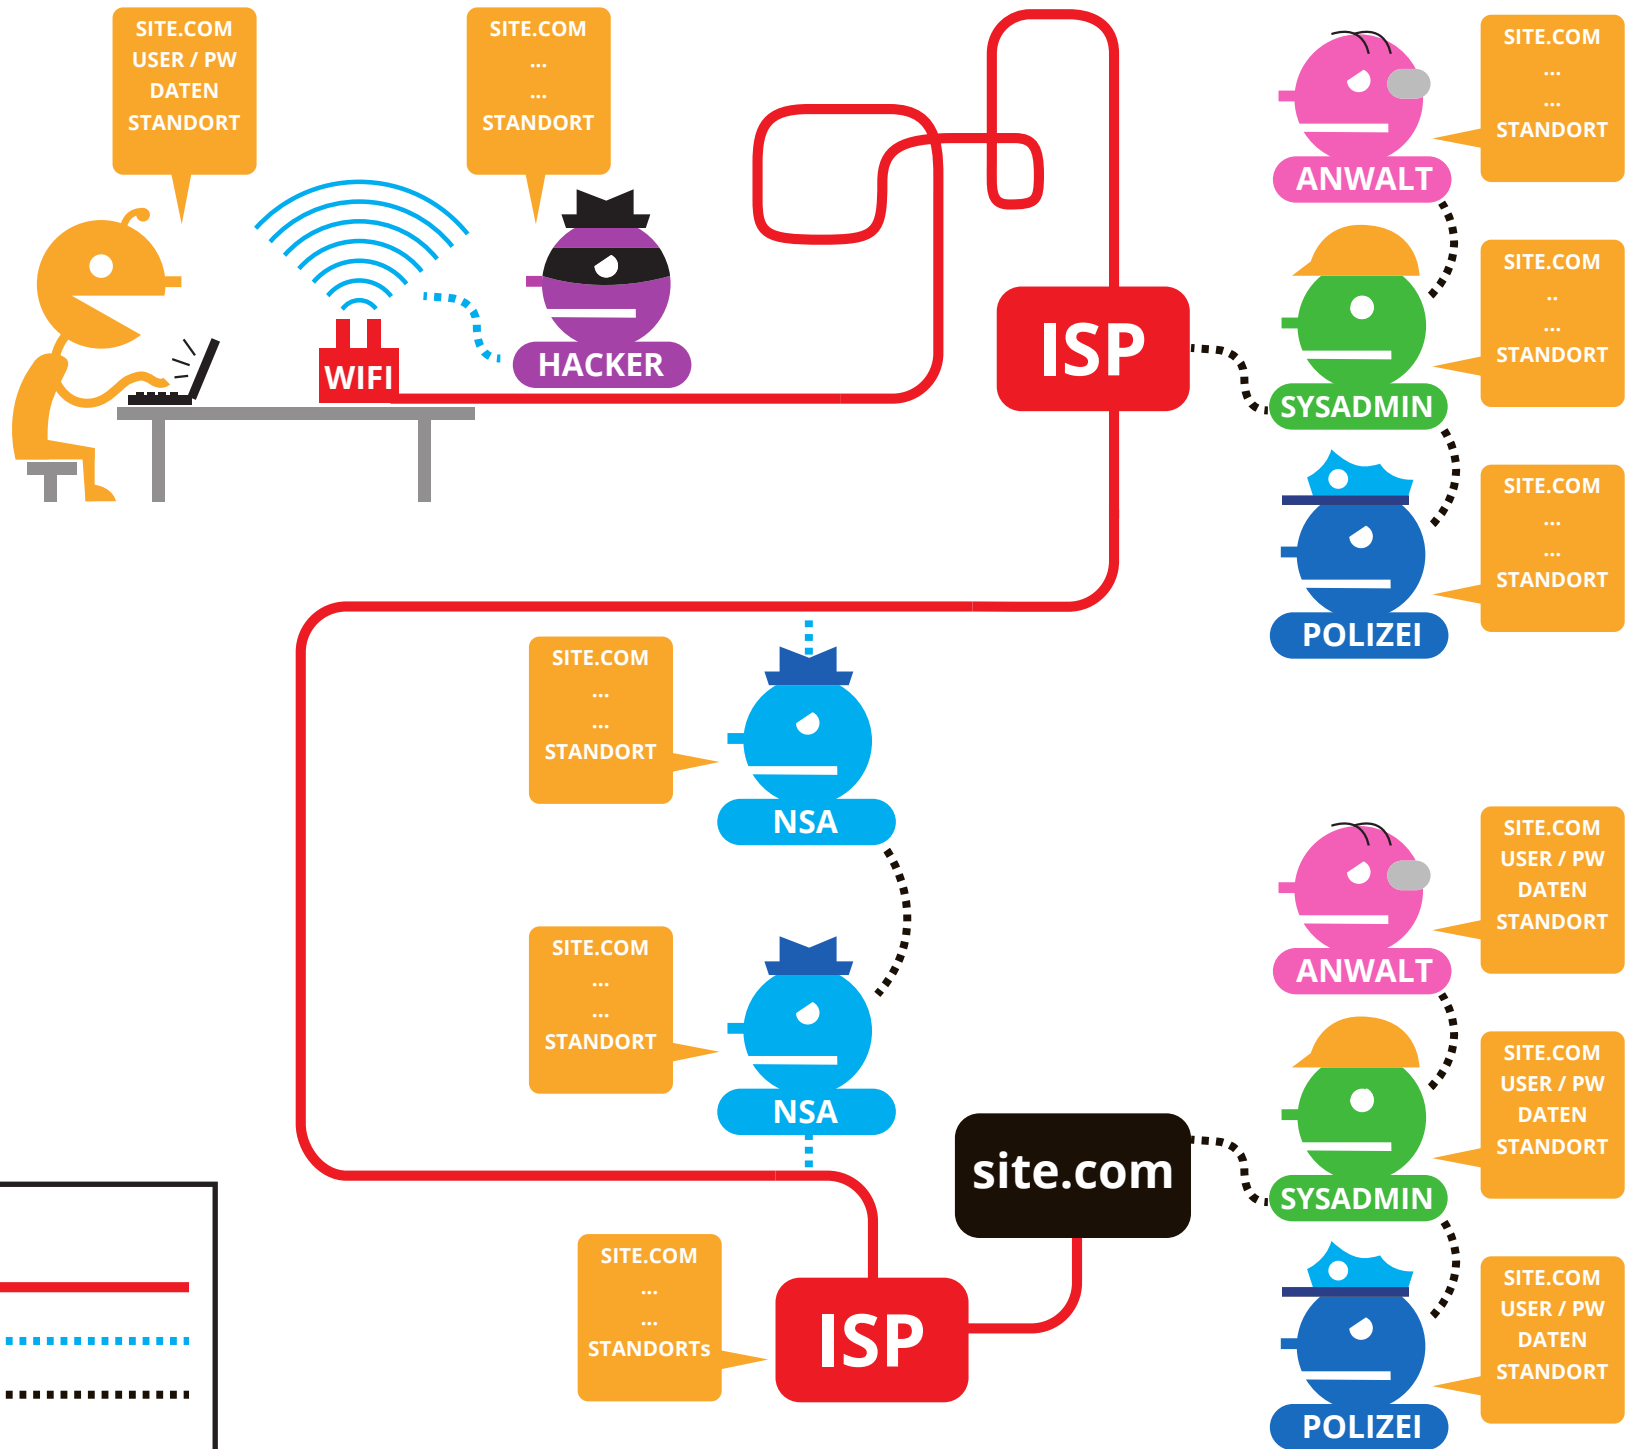 SITE.COM
USER / PW
DATEN
STANDORT
SITE.COM
...
...
STANDORT
WIFI
HACKER
ISP
SITE.COM
...
...
STANDORT
ANWALT
SITE.COM
..
...
STANDORT
SYSADMIN
SITE.COM
...
...
STANDORT
POLIZEI
SITE.COM
...
...
STANDORT
NSA
SITE.COM
...
...
STANDORT
NSA
SITE.COM
...
...
STANDORTs
ISP
site.com
SITE.COM
USER / PW
DATEN
STANDORT
ANWALT
SITE.COM
USER / PW
DATEN
STANDORT
SYSADMIN
SITE.COM
USER / PW
DATEN
STANDORT
POLIZEI